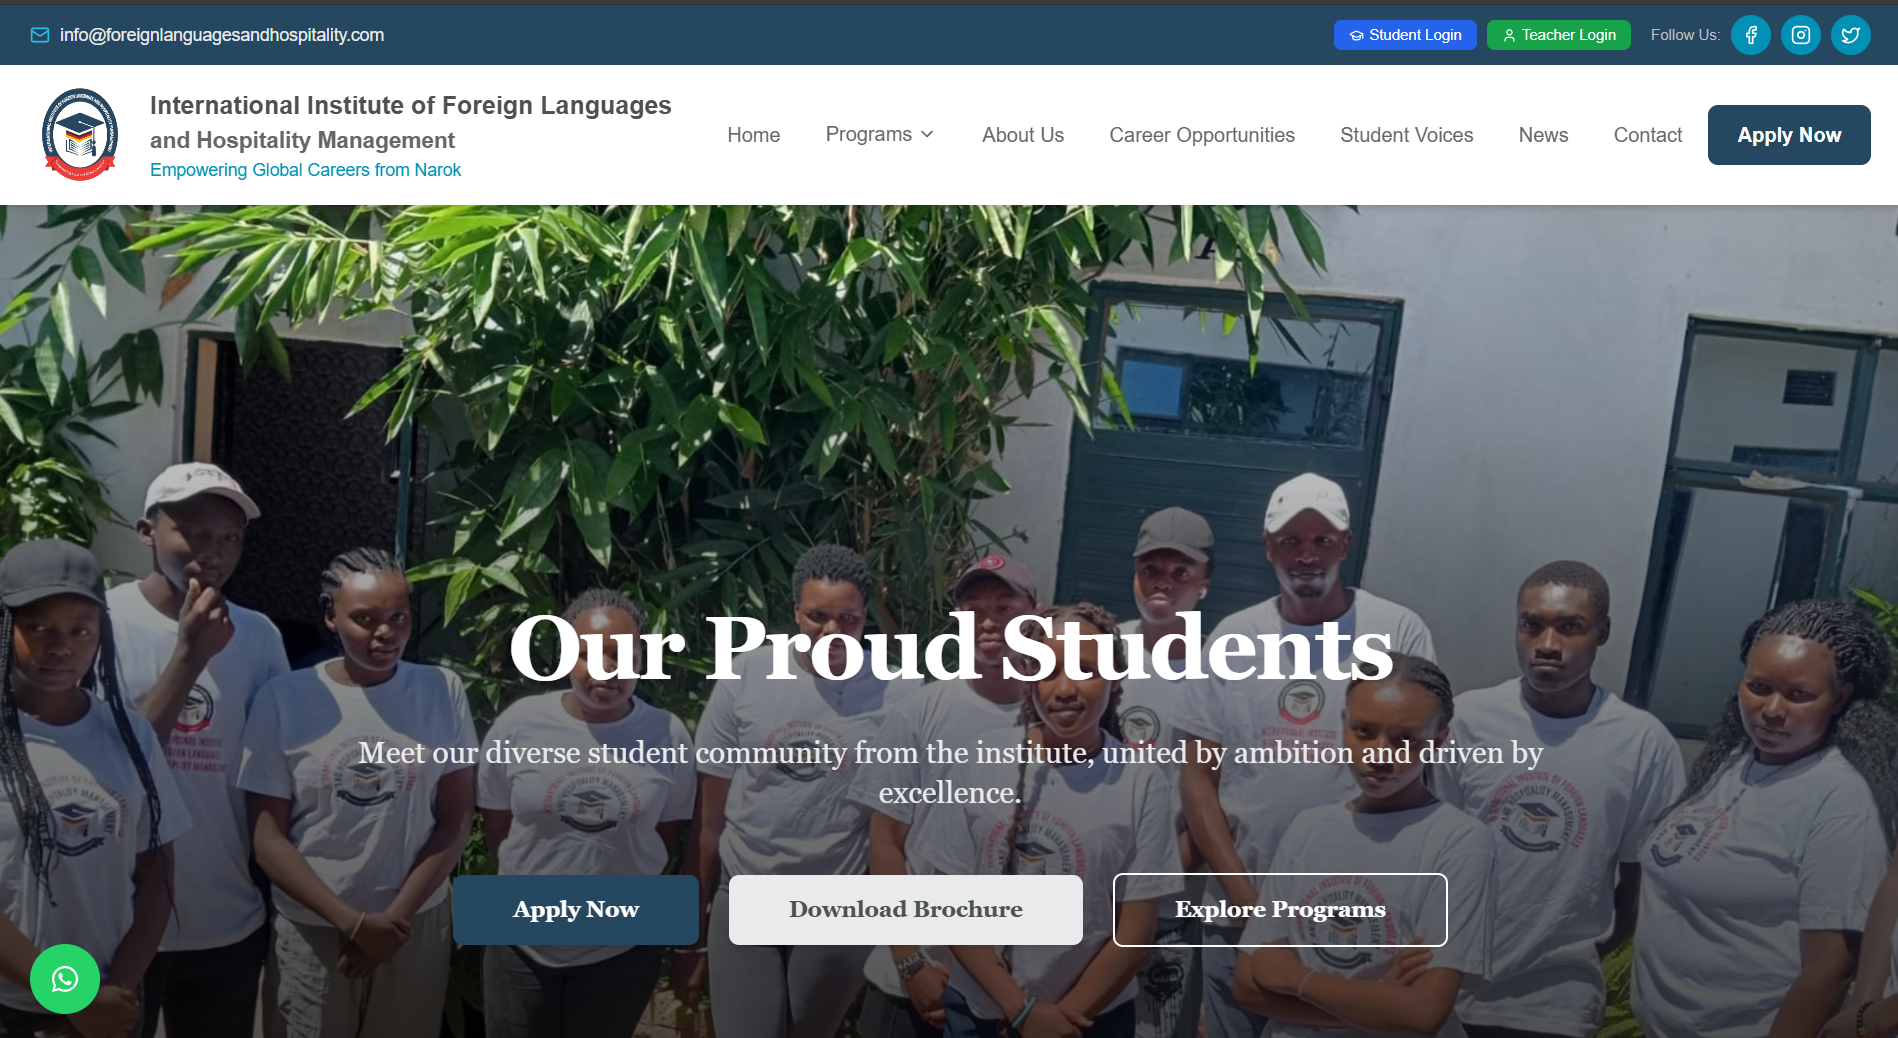 info@foreignlanguagesandhospitality.com
Student Login
Teacher Login
Follow Us:
International Institute of Foreign Languages
and Hospitality Management
Empowering Global Careers from Narok
Home
Programs
About Us
Career Opportunities
Student Voices
News
Contact
Apply Now
Our Proud Students
Meet our diverse student community from the institute, united by ambition and driven by
excellence.
Apply Now
Download Brochure
Explore Programs